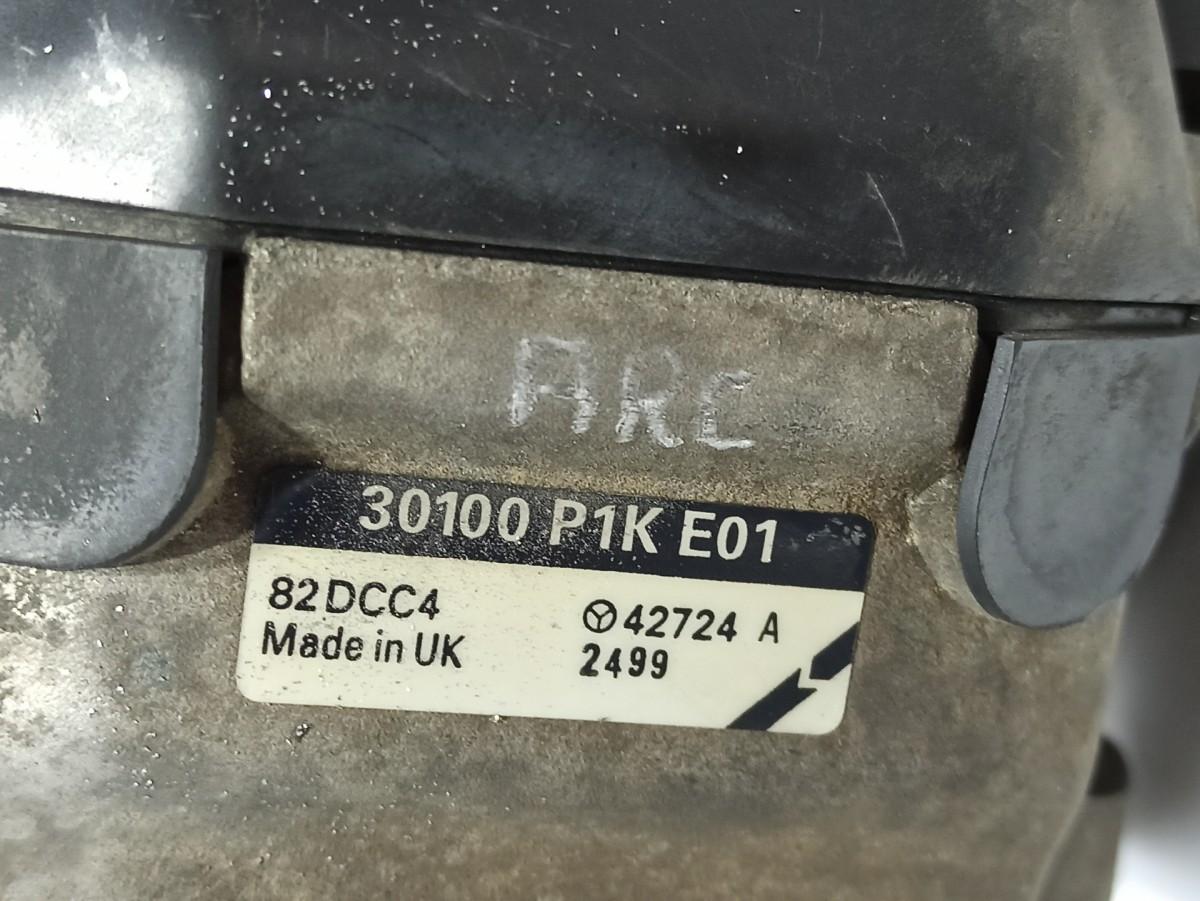 ARC
30100 P1K E01
82DCC4
Made in UK
42724 A
2499